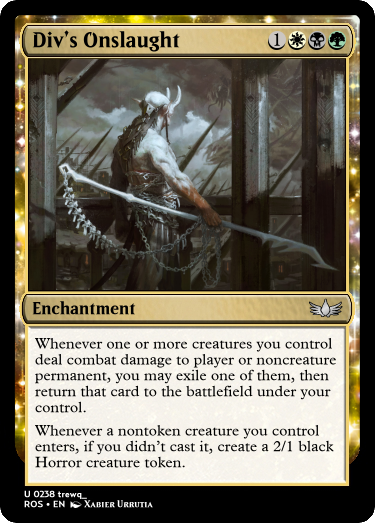 Div's Onslaught 1
Enchantment
Whenever one or more creatures you control
deal combat damage to player or noncreature
permanent, you may exile one of them, then
return that card to the battlefield under your
control.
Whenever a nontoken creature you control
enters, if you didn't cast it, create a 2/1 black
Horror creature token.
U 0238 trewq_
ROS • EN Xabier Urrutia